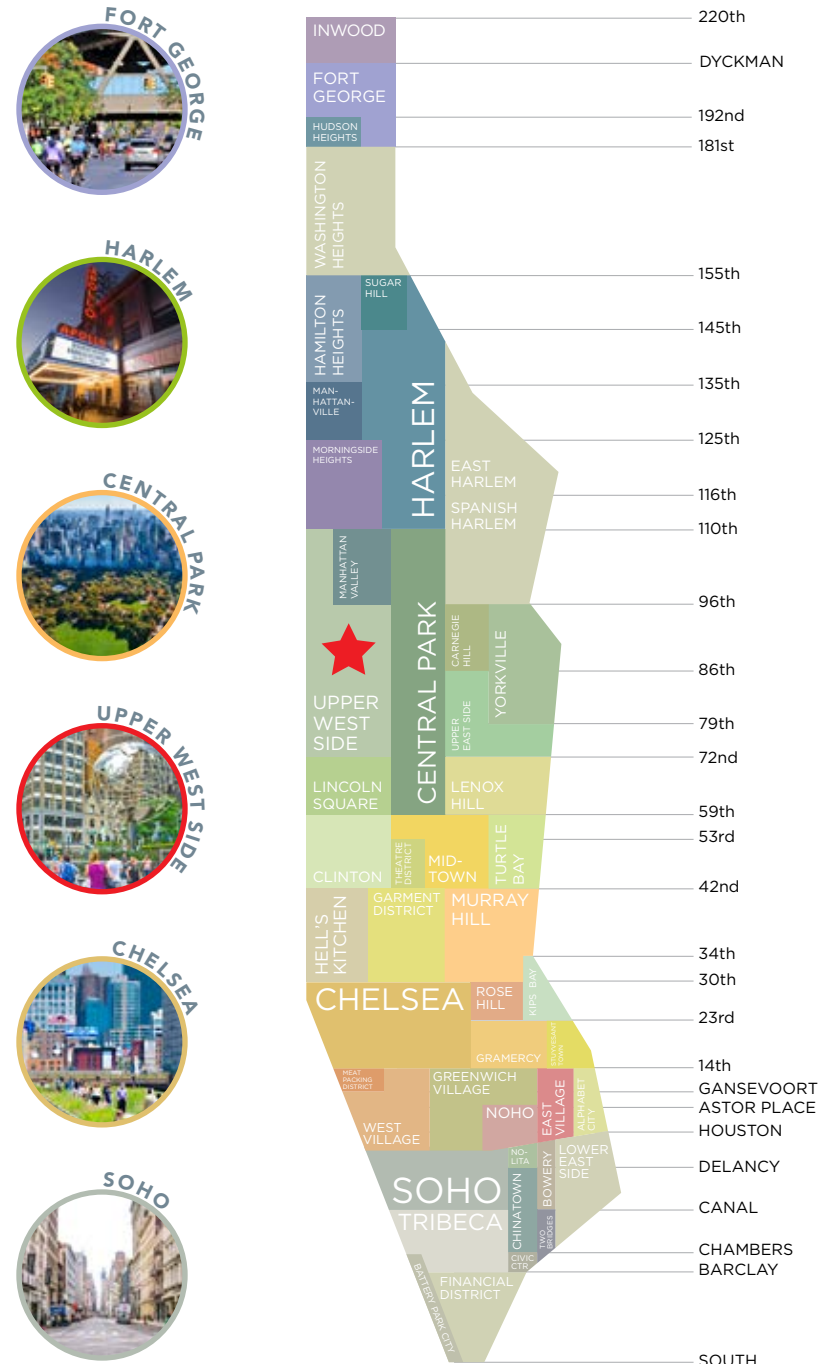 FORT GEORGE
HARLEM
APOLLO
APOLLO
CENTRAL PARK
UPPER WEST SIDE
CHELSEA
SOHO
INWOOD
FORT
GEORGE
HUDSON
HEIGHTS
WASHINGTON
HEIGHTS
SUGAR
HILL
HAMILTON
HEIGHTS
MAN-
HATTAN-
VILLE
HARLEM
MORNINGSIDE
HEIGHTS
EAST
HARLEM
SPANISH
HARLEM
MANHATTAN
VALLEY
CENTRAL PARK
CARNEGIE
HILL
YORKVILLE
UPPER
WEST
SIDE
UPPER
EAST SIDE
LINCOLN
SQUARE
LENOX
HILL
CLINTON
THEATRE
DISTRICT
MID-
TOWN
TURTLE
BAY
HELL'S
KITCHEN
GARMENT
DISTRICT
MURRAY
HILL
KIPS BAY
CHELSEA
ROSE
HILL
GRAMERCY
STUYVESANT
TOWN
MEAT
PACKING
DISTRICT
GREENWICH
VILLAGE
WEST
VILLAGE
NOHO
EAST
VILLAGE
ALPHABET
CITY
NO-
LITA
BOWERY
LOWER
EAST
SIDE
SOHO
TRIBECA
CHINATOWN
TWO
BRIDGES
CIVIC
CTR
BATTERY PARK CITY
FINANCIAL
DISTRICT
220th
DYCKMAN
192nd
181st
155th
145th
135th
125th
116th
110th
96th
86th
79th
72nd
59th
53rd
42nd
34th
30th
23rd
14th
GANSEVOORT
ASTOR PLACE
HOUSTON
DELANCY
CANAL
CHAMBERS
BARCLAY
SOUTH